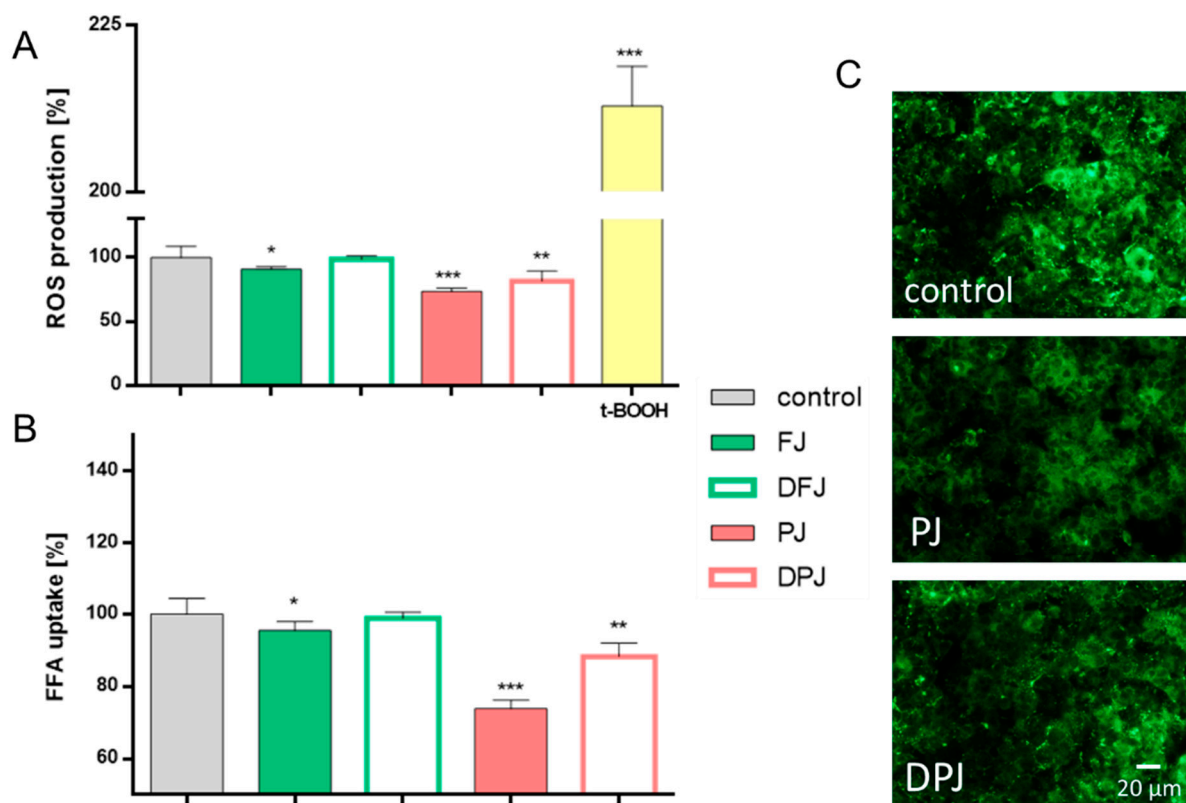 A
ROS production [%]
225
200
100
50
0
*
***
**
***
t-BOOH
B
FFA uptake [%]
140
120
100
80
60
*
***
**
control
FJ
DFJ
PJ
DPJ
C
control
PJ
DPJ
20 µm